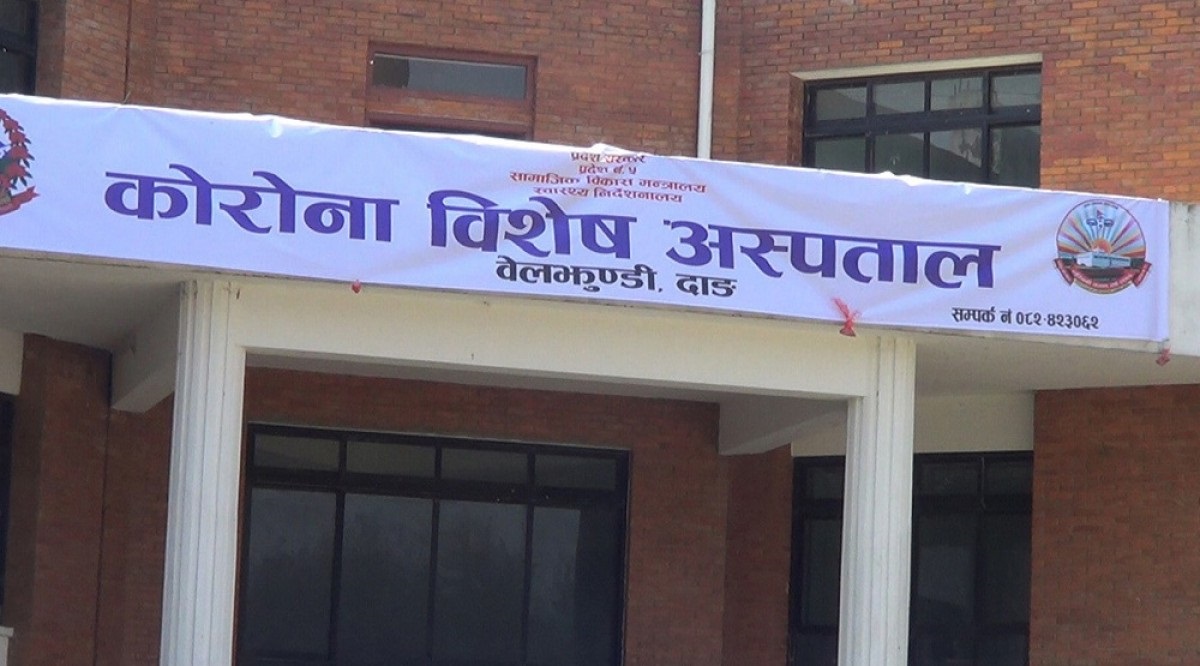 प्रदेश सरकार
प्रदेश नं. ५
सामाजिक विकास मन्त्रालय
स्वास्थ्य निर्देशनालय
कोरोना विशेष अस्पताल
वेलझुण्डी, दाङ
सम्पर्क नं ०८२-४२३०६२